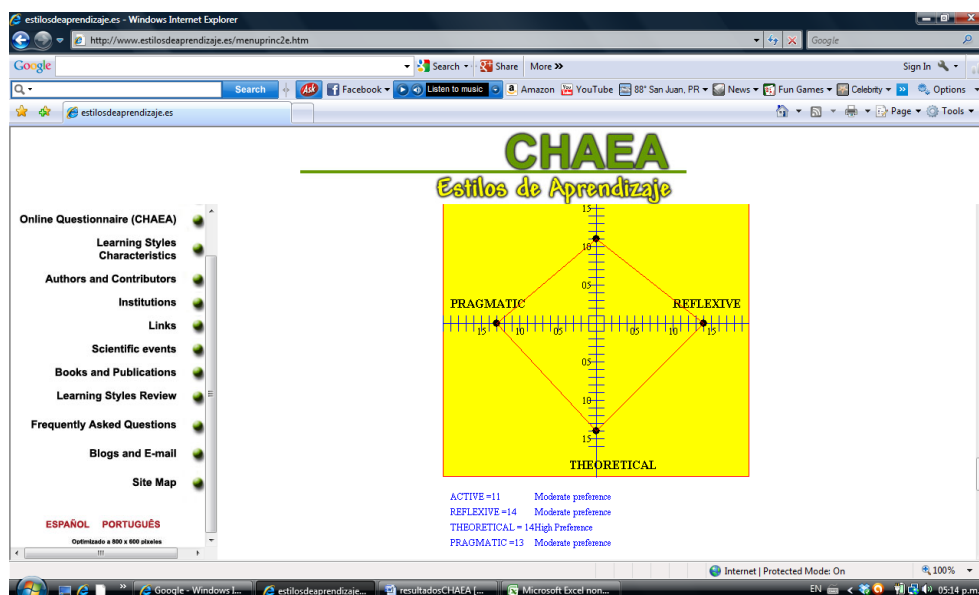 estilosdeaprendizaje.es - Windows Internet Explorer
http://www.estilosdeaprendizaje.es/menuprinc2e.htm
Google
Google
Search
Share
More
Sign In
Search
Ask
Facebook
Listen to music
Amazon
YouTube
88° San Juan, PR
News
Fun Games
Celebrity
Options
estilosdeaprendizaje.es
Page
Tools
CHAEA
Estilos de Aprendizaje
Online Questionnaire (CHAEA)
Learning Styles
Characteristics
Authors and Contributors
Institutions
Links
Scientific events
Books and Publications
Learning Styles Review
Frequently Asked Questions
Blogs and E-mail
Site Map
ESPAÑOL PORTUGUÊS
Optimizado a 800 x 600 píxeles
15
10
05
PRAGMATIC
REFLEXIVE
15 10 05 05 10 15
05
10
15
THEORETICAL
ACTIVE =11 Moderate preference
REFLEXIVE =14 Moderate preference
THEORETICAL = 14High Preference
PRAGMATIC =13 Moderate preference
Internet | Protected Mode: On
100%
Google - Windows I...
estilosdeaprendizaje...
resultadosCHAEA [...
Microsoft Excel non...
EN
05:14 p.m.